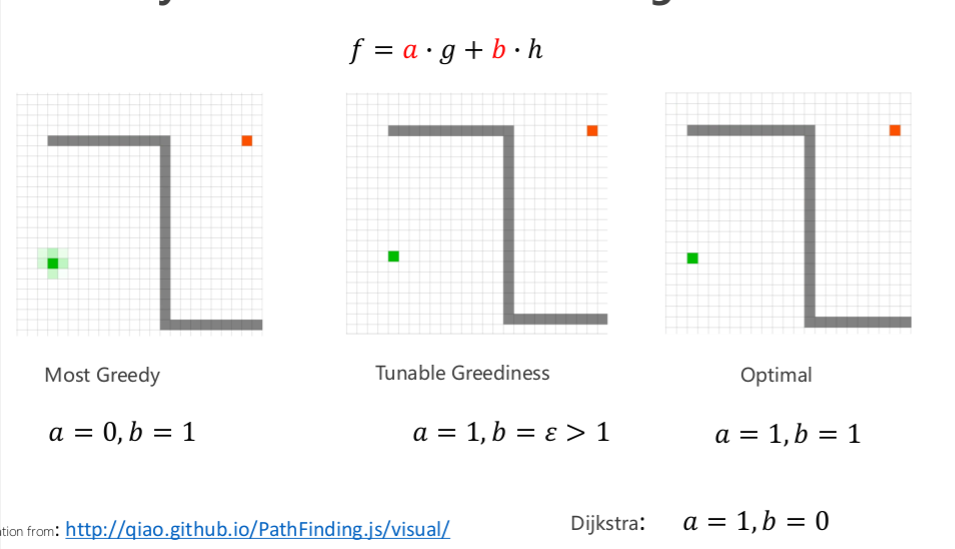 f = a · g + b · h
Most Greedy
Tunable Greediness
Optimal
a = 0, b = 1
a = 1, b = ε > 1
a = 1, b = 1
tion from: http://qiao.github.io/PathFinding.js/visual/
Dijkstra: a = 1, b = 0